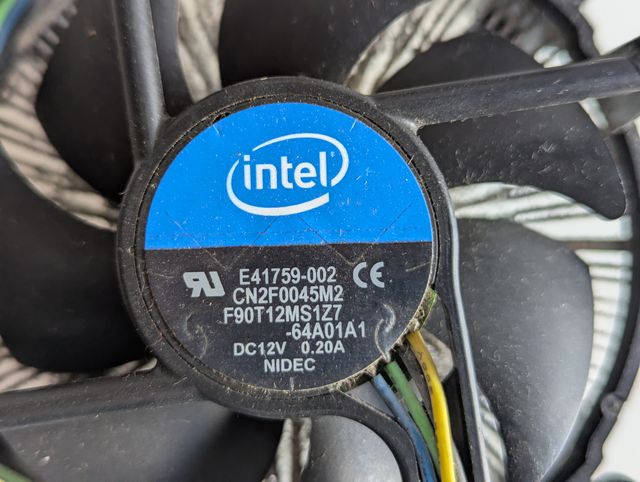 intel
E41759-002
CN2F0045M2
F90T12MS1Z7
-64A01A1
DC12V 0.20A
NIDEC